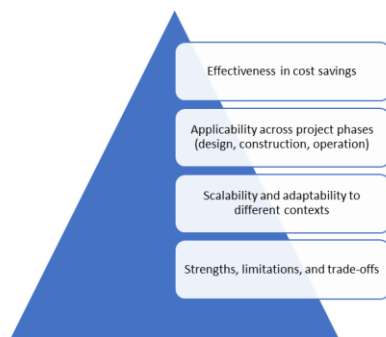 Effectiveness in cost savings
Applicability across project phases
(design, construction, operation)
Scalability and adaptability to
different contexts
Strengths, limitations, and trade-offs